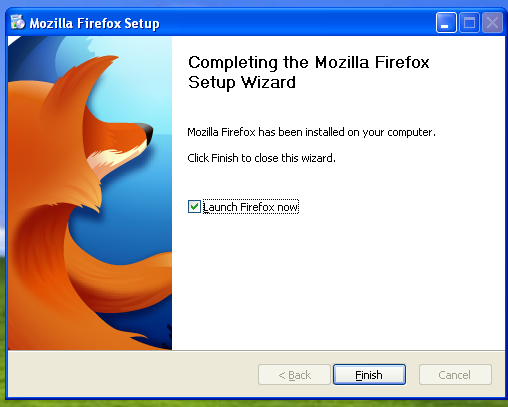 Mozilla Firefox Setup
Completing the Mozilla Firefox
Setup Wizard
Mozilla Firefox has been installed on your computer.
Click Finish to close this wizard.
Launch Firefox now
< Back
Finish
Cancel